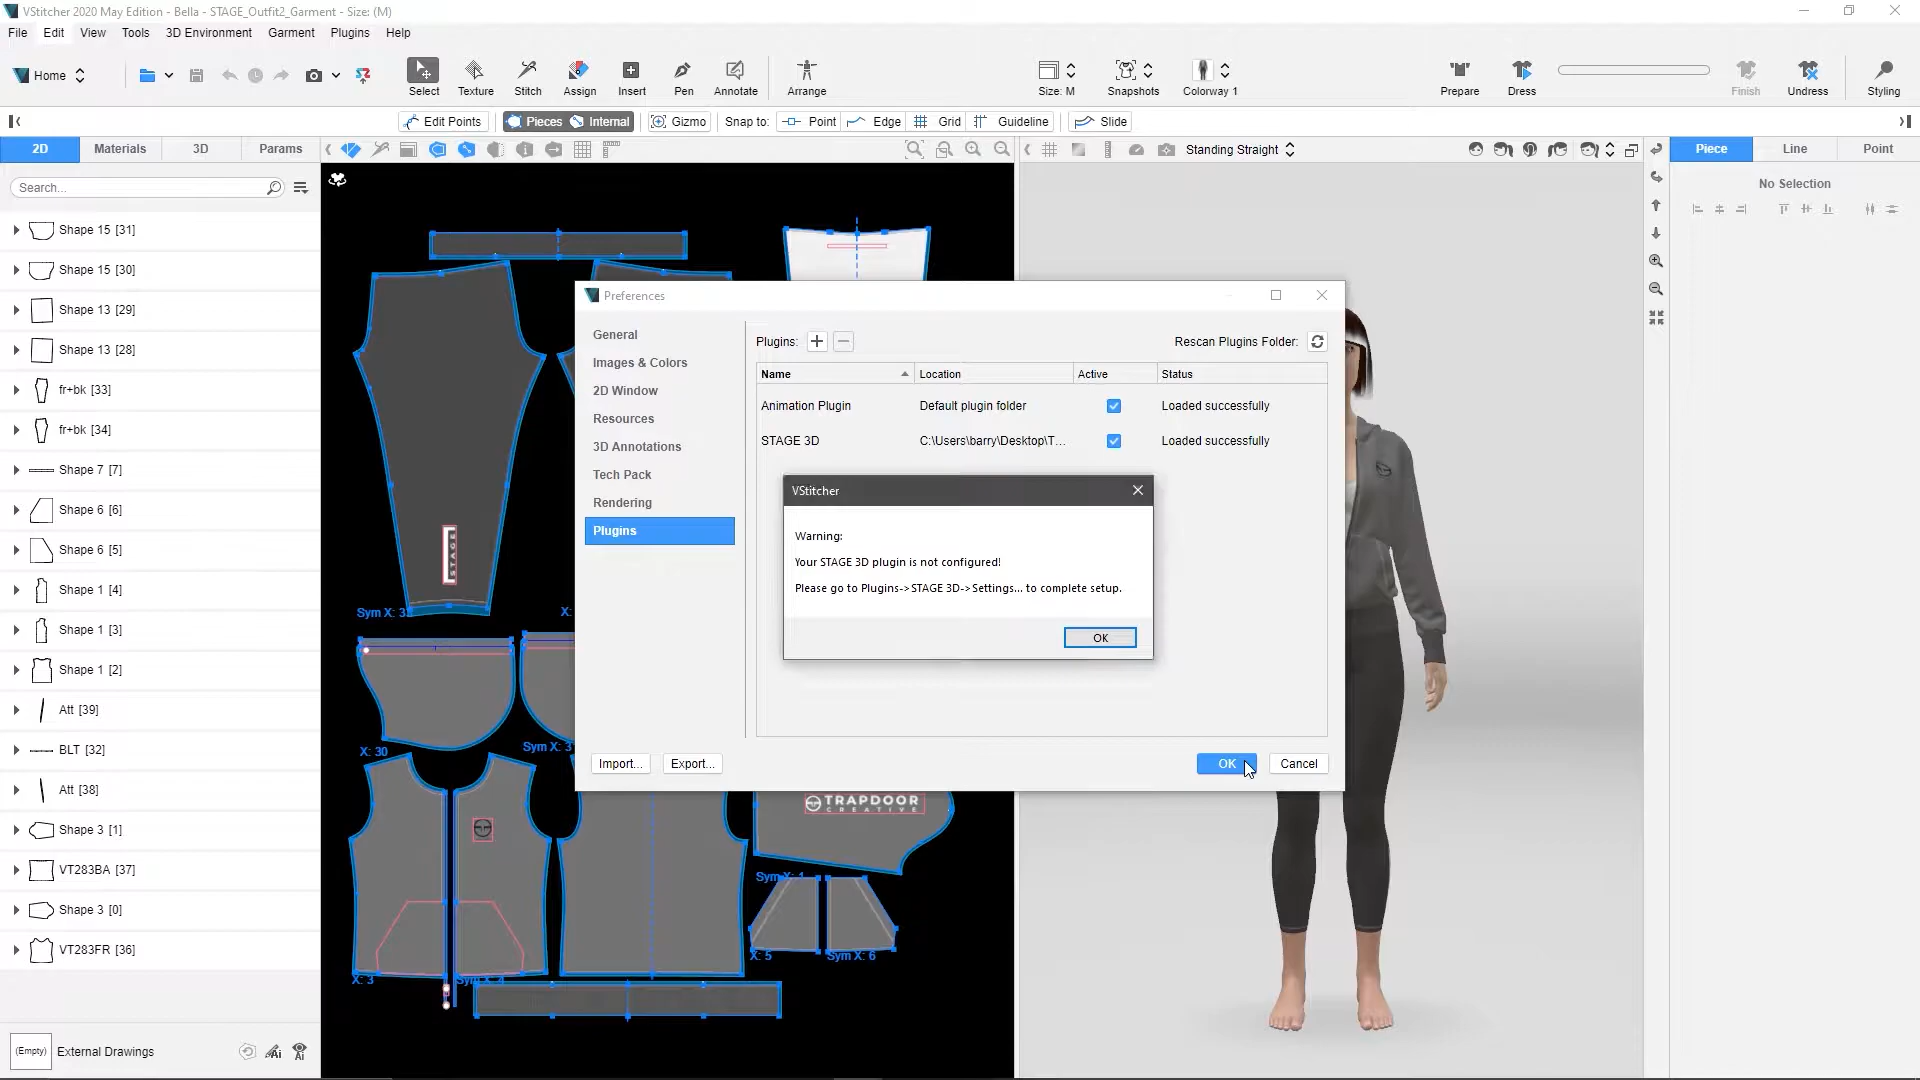 VStitcher 2020 May Edition - Bella - STAGE_Outfit2_Garment - Size: (M)
File Edit View Tools 3D Environment Garment Plugins Help
Home Select Texture Stitch Assign Insert Pen Annotate Arrange Size: M Snapshots Colorway 1 Prepare Dress Finish Undress Styling
Edit Points Pieces Internal Gizmo Snap to: Point Edge Grid Guideline Slide
2D Materials 3D Params Standing Straight Piece Line Point
Search...
No Selection
Shape 15 [31]
Shape 15 [30]
Shape 13 [29]
Shape 13 [28]
fr+bk [33]
fr+bk [34]
Shape 7 [7]
Shape 6 [6]
Shape 6 [5]
Shape 1 [4]
Shape 1 [3]
Shape 1 [2]
Att [39]
BLT [32]
Att [38]
Shape 3 [1]
VT283BA [37]
Shape 3 [0]
VT283FR [36]
(Empty) External Drawings Ai Ai
STAGE
X:
X: 30
Sym X: 3
TRAPDOOR
CREATIVE
X: 5
Sym X: 6
X: 3
Preferences
General
Images & Colors
2D Window
Resources
3D Annotations
Tech Pack
Rendering
Plugins
Plugins: Rescan Plugins Folder:
Name Location Active Status
Animation Plugin Default plugin folder Loaded successfully
STAGE 3D C:\Users\barry\Desktop\T... Loaded successfully
VStitcher
Warning:
Your STAGE 3D plugin is not configured!
Please go to Plugins->STAGE 3D->Settings... to complete setup.
OK
Import... Export... OK Cancel